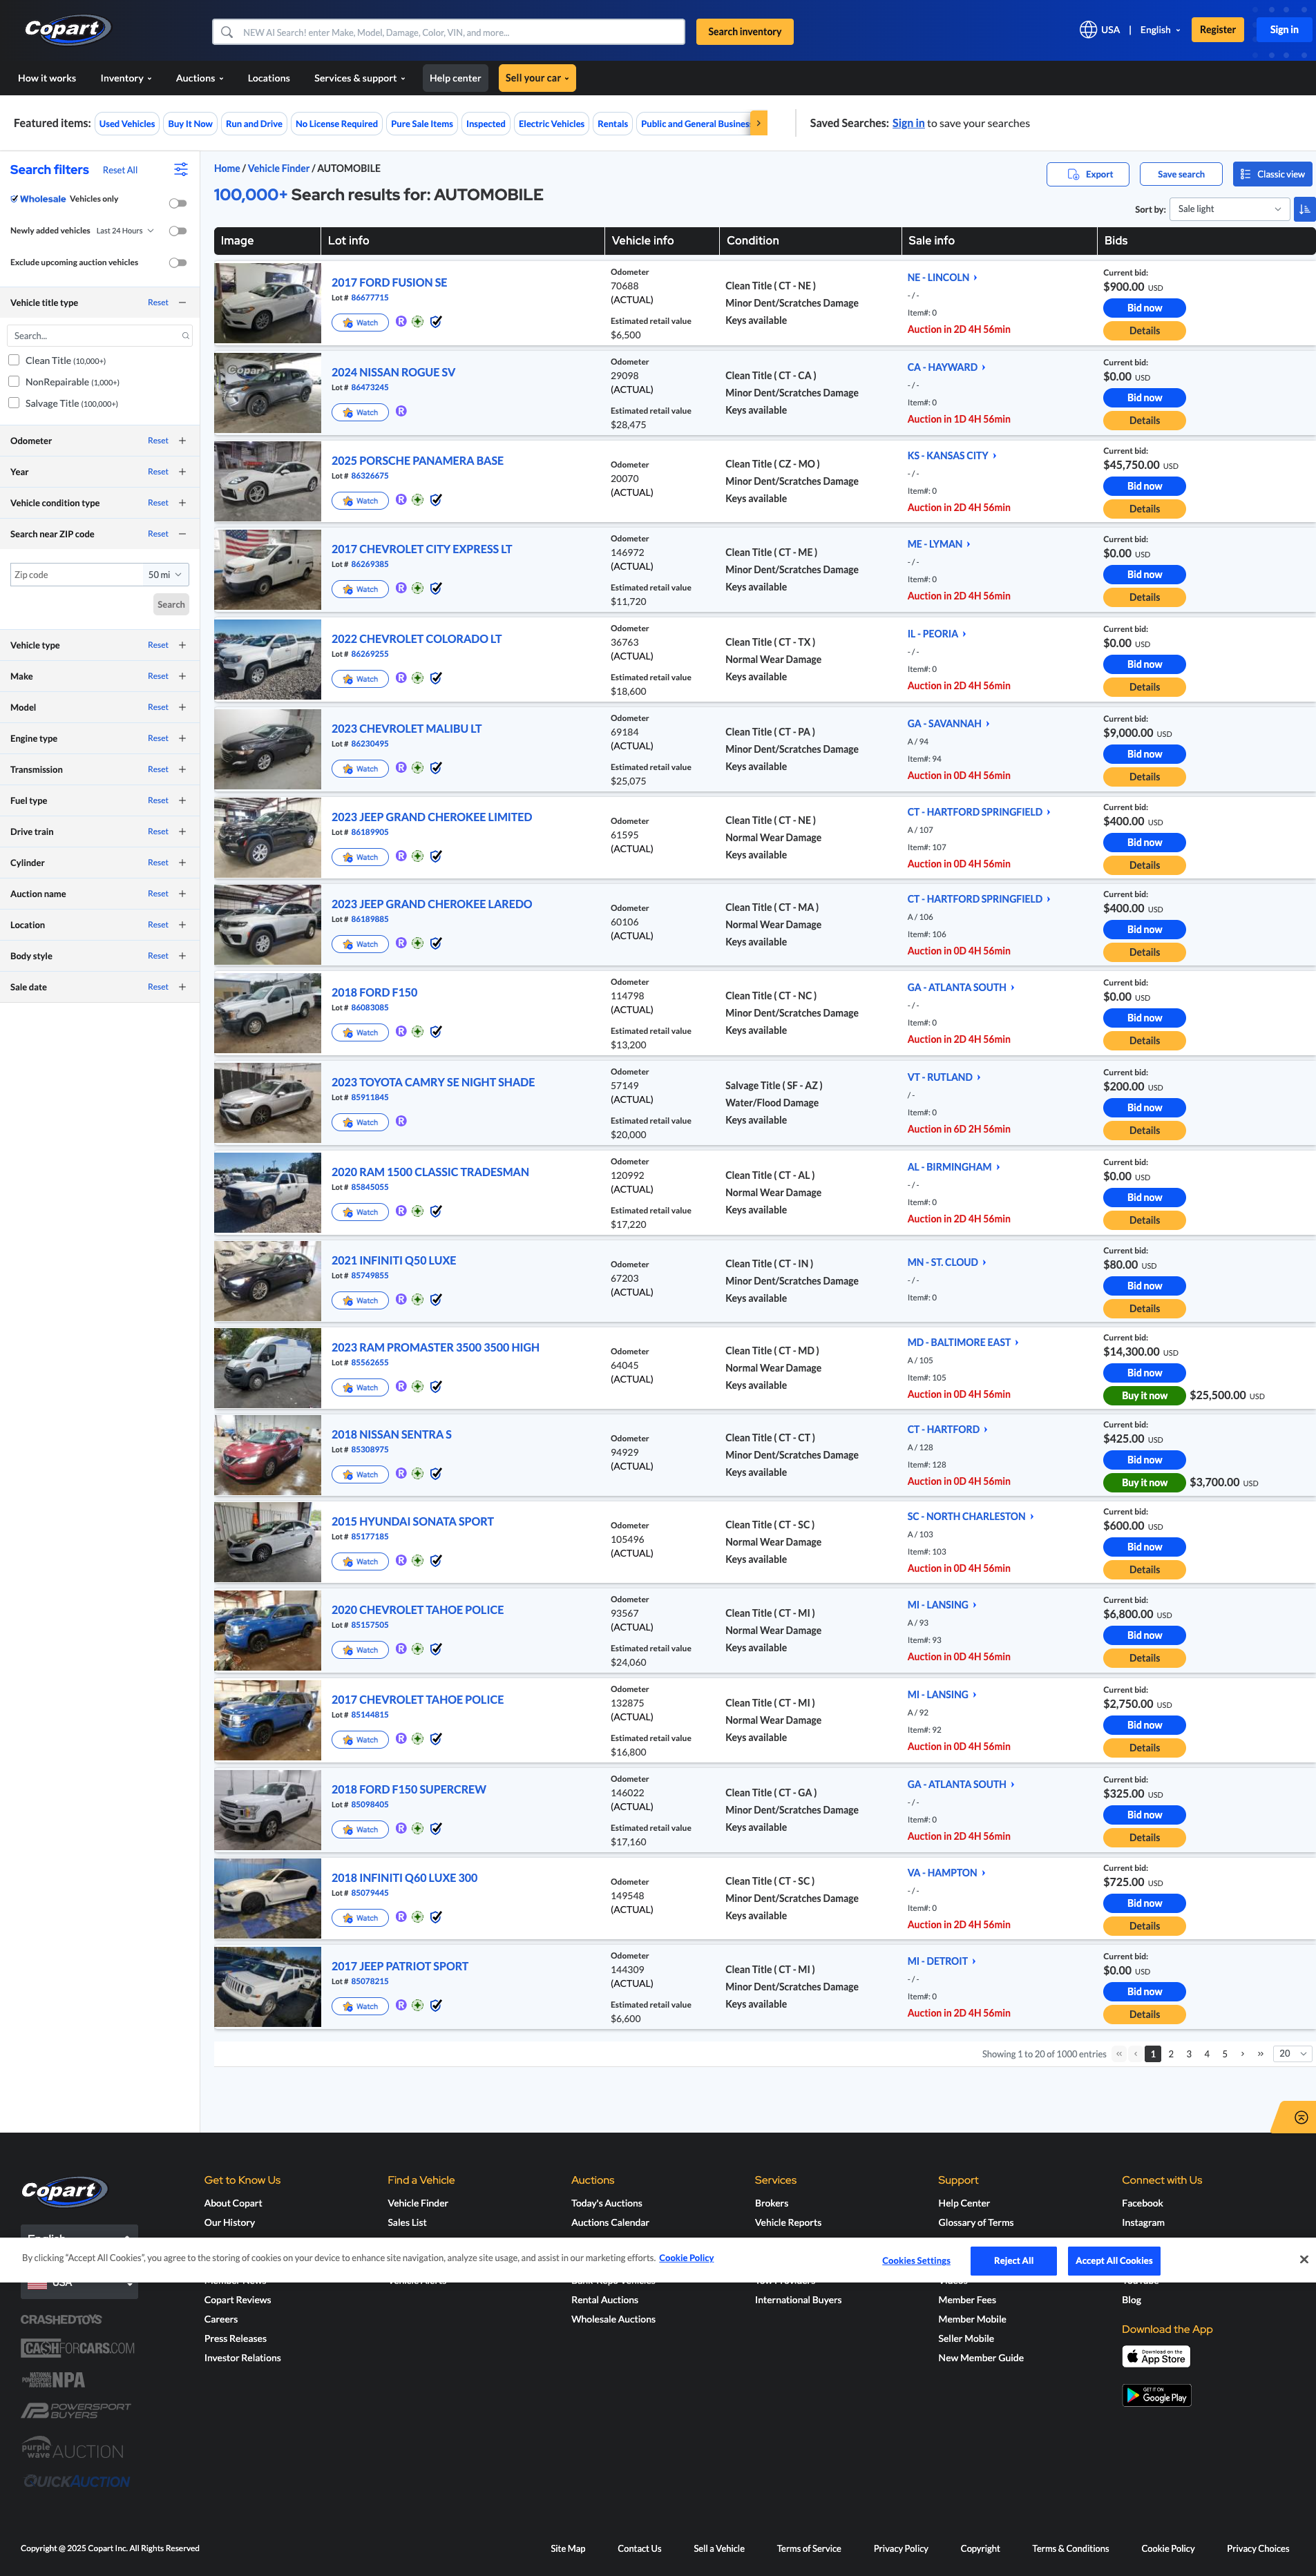 Copart
NEW AI Search! enter Make, Model, Damage, Color, VIN, and more...
Search inventory
USA | English
Register
Sign in
How it works
Inventory
Auctions
Locations
Services & support
Help center
Sell your car
Featured items:
Used Vehicles
Buy It Now
Run and Drive
No License Required
Pure Sale Items
Inspected
Electric Vehicles
Rentals
Public and General Business
Saved Searches: Sign in to save your searches
Search filters
Reset All
Wholesale Vehicles only
Newly added vehicles Last 24 Hours
Exclude upcoming auction vehicles
Vehicle title type Reset
Search...
Clean Title (10,000+)
NonRepairable (1,000+)
Salvage Title (100,000+)
Odometer Reset
Year Reset
Vehicle condition type Reset
Search near ZIP code Reset
Zip code 50 mi
Search
Vehicle type Reset
Make Reset
Model Reset
Engine type Reset
Transmission Reset
Fuel type Reset
Drive train Reset
Cylinder Reset
Auction name Reset
Location Reset
Body style Reset
Sale date Reset
Home / Vehicle Finder / AUTOMOBILE
100,000+ Search results for: AUTOMOBILE
Export
Save search
Classic view
Sort by: Sale light
Image Lot info Vehicle info Condition Sale info Bids
2017 FORD FUSION SE
Lot # 86677715
Watch
Odometer
70688
(ACTUAL)
Estimated retail value
$6,500
Clean Title ( CT - NE )
Minor Dent/Scratches Damage
Keys available
NE - LINCOLN
- / -
Item#: 0
Auction in 2D 4H 56min
Current bid:
$900.00 USD
Bid now
Details
2024 NISSAN ROGUE SV
Lot # 86473245
Watch
Odometer
29098
(ACTUAL)
Estimated retail value
$28,475
Clean Title ( CT - CA )
Minor Dent/Scratches Damage
Keys available
CA - HAYWARD
- / -
Item#: 0
Auction in 1D 4H 56min
Current bid:
$0.00 USD
Bid now
Details
2025 PORSCHE PANAMERA BASE
Lot # 86326675
Watch
Odometer
20070
(ACTUAL)
Clean Title ( CZ - MO )
Minor Dent/Scratches Damage
Keys available
KS - KANSAS CITY
- / -
Item#: 0
Auction in 2D 4H 56min
Current bid:
$45,750.00 USD
Bid now
Details
2017 CHEVROLET CITY EXPRESS LT
Lot # 86269385
Watch
Odometer
146972
(ACTUAL)
Estimated retail value
$11,720
Clean Title ( CT - ME )
Minor Dent/Scratches Damage
Keys available
ME - LYMAN
- / -
Item#: 0
Auction in 2D 4H 56min
Current bid:
$0.00 USD
Bid now
Details
2022 CHEVROLET COLORADO LT
Lot # 86269255
Watch
Odometer
36763
(ACTUAL)
Estimated retail value
$18,600
Clean Title ( CT - TX )
Normal Wear Damage
Keys available
IL - PEORIA
- / -
Item#: 0
Auction in 2D 4H 56min
Current bid:
$0.00 USD
Bid now
Details
2023 CHEVROLET MALIBU LT
Lot # 86230495
Watch
Odometer
69184
(ACTUAL)
Estimated retail value
$25,075
Clean Title ( CT - PA )
Minor Dent/Scratches Damage
Keys available
GA - SAVANNAH
A / 94
Item#: 94
Auction in 0D 4H 56min
Current bid:
$9,000.00 USD
Bid now
Details
2023 JEEP GRAND CHEROKEE LIMITED
Lot # 86189905
Watch
Odometer
61595
(ACTUAL)
Clean Title ( CT - NE )
Normal Wear Damage
Keys available
CT - HARTFORD SPRINGFIELD
A / 107
Item#: 107
Auction in 0D 4H 56min
Current bid:
$400.00 USD
Bid now
Details
2023 JEEP GRAND CHEROKEE LAREDO
Lot # 86189885
Watch
Odometer
60106
(ACTUAL)
Clean Title ( CT - MA )
Normal Wear Damage
Keys available
CT - HARTFORD SPRINGFIELD
A / 106
Item#: 106
Auction in 0D 4H 56min
Current bid:
$400.00 USD
Bid now
Details
2018 FORD F150
Lot # 86083085
Watch
Odometer
114798
(ACTUAL)
Estimated retail value
$13,200
Clean Title ( CT - NC )
Minor Dent/Scratches Damage
Keys available
GA - ATLANTA SOUTH
- / -
Item#: 0
Auction in 2D 4H 56min
Current bid:
$0.00 USD
Bid now
Details
2023 TOYOTA CAMRY SE NIGHT SHADE
Lot # 85911845
Watch
Odometer
57149
(ACTUAL)
Estimated retail value
$20,000
Salvage Title ( SF - AZ )
Water/Flood Damage
Keys available
VT - RUTLAND
/ -
Item#: 0
Auction in 6D 2H 56min
Current bid:
$200.00 USD
Bid now
Details
2020 RAM 1500 CLASSIC TRADESMAN
Lot # 85845055
Watch
Odometer
120992
(ACTUAL)
Estimated retail value
$17,220
Clean Title ( CT - AL )
Normal Wear Damage
Keys available
AL - BIRMINGHAM
- / -
Item#: 0
Auction in 2D 4H 56min
Current bid:
$0.00 USD
Bid now
Details
2021 INFINITI Q50 LUXE
Lot # 85749855
Watch
Odometer
67203
(ACTUAL)
Clean Title ( CT - IN )
Minor Dent/Scratches Damage
Keys available
MN - ST. CLOUD
- / -
Item#: 0
Current bid:
$80.00 USD
Bid now
Details
2023 RAM PROMASTER 3500 3500 HIGH
Lot # 85562655
Watch
Odometer
64045
(ACTUAL)
Clean Title ( CT - MD )
Normal Wear Damage
Keys available
MD - BALTIMORE EAST
A / 105
Item#: 105
Auction in 0D 4H 56min
Current bid:
$14,300.00 USD
Bid now
Buy it now $25,500.00 USD
2018 NISSAN SENTRA S
Lot # 85308975
Watch
Odometer
94929
(ACTUAL)
Clean Title ( CT - CT )
Minor Dent/Scratches Damage
Keys available
CT - HARTFORD
A / 128
Item#: 128
Auction in 0D 4H 56min
Current bid:
$425.00 USD
Bid now
Buy it now $3,700.00 USD
2015 HYUNDAI SONATA SPORT
Lot # 85177185
Watch
Odometer
105496
(ACTUAL)
Clean Title ( CT - SC )
Normal Wear Damage
Keys available
SC - NORTH CHARLESTON
A / 103
Item#: 103
Auction in 0D 4H 56min
Current bid:
$600.00 USD
Bid now
Details
2020 CHEVROLET TAHOE POLICE
Lot # 85157505
Watch
Odometer
93567
(ACTUAL)
Estimated retail value
$24,060
Clean Title ( CT - MI )
Normal Wear Damage
Keys available
MI - LANSING
A / 93
Item#: 93
Auction in 0D 4H 56min
Current bid:
$6,800.00 USD
Bid now
Details
2017 CHEVROLET TAHOE POLICE
Lot # 85144815
Watch
Odometer
132875
(ACTUAL)
Estimated retail value
$16,800
Clean Title ( CT - MI )
Normal Wear Damage
Keys available
MI - LANSING
A / 92
Item#: 92
Auction in 0D 4H 56min
Current bid:
$2,750.00 USD
Bid now
Details
2018 FORD F150 SUPERCREW
Lot # 85098405
Watch
Odometer
146022
(ACTUAL)
Estimated retail value
$17,160
Clean Title ( CT - GA )
Minor Dent/Scratches Damage
Keys available
GA - ATLANTA SOUTH
- / -
Item#: 0
Auction in 2D 4H 56min
Current bid:
$325.00 USD
Bid now
Details
2018 INFINITI Q60 LUXE 300
Lot # 85079445
Watch
Odometer
149548
(ACTUAL)
Clean Title ( CT - SC )
Minor Dent/Scratches Damage
Keys available
VA - HAMPTON
- / -
Item#: 0
Auction in 2D 4H 56min
Current bid:
$725.00 USD
Bid now
Details
2017 JEEP PATRIOT SPORT
Lot # 85078215
Watch
Odometer
144309
(ACTUAL)
Estimated retail value
$6,600
Clean Title ( CT - MI )
Minor Dent/Scratches Damage
Keys available
MI - DETROIT
- / -
Item#: 0
Auction in 2D 4H 56min
Current bid:
$0.00 USD
Bid now
Details
Showing 1 to 20 of 1000 entries « ‹ 1 2 3 4 5 › » 20
Copart
English
USA
CRASHEDTOYS
CASHFORCARS.COM
NATIONAL POWERSPORT AUCTIONS NPA
POWERSPORT BUYERS
purple wave AUCTION
QUICKAUCTION
Get to Know Us
About Copart
Our History
Member News
Copart Reviews
Careers
Press Releases
Investor Relations
Find a Vehicle
Vehicle Finder
Sales List
Vehicle Alerts
Auctions
Today's Auctions
Auctions Calendar
Bank Repo Vehicles
Rental Auctions
Wholesale Auctions
Services
Brokers
Vehicle Reports
Tow Providers
International Buyers
Support
Help Center
Glossary of Terms
Videos
Member Fees
Member Mobile
Seller Mobile
New Member Guide
Connect with Us
Facebook
Instagram
YouTube
Blog
Download the App
Download on the App Store
GET IT ON Google Play
By clicking “Accept All Cookies”, you agree to the storing of cookies on your device to enhance site navigation, analyze site usage, and assist in our marketing efforts. Cookie Policy
Cookies Settings
Reject All
Accept All Cookies
Copyright @ 2025 Copart Inc. All Rights Reserved
Site Map
Contact Us
Sell a Vehicle
Terms of Service
Privacy Policy
Copyright
Terms & Conditions
Cookie Policy
Privacy Choices